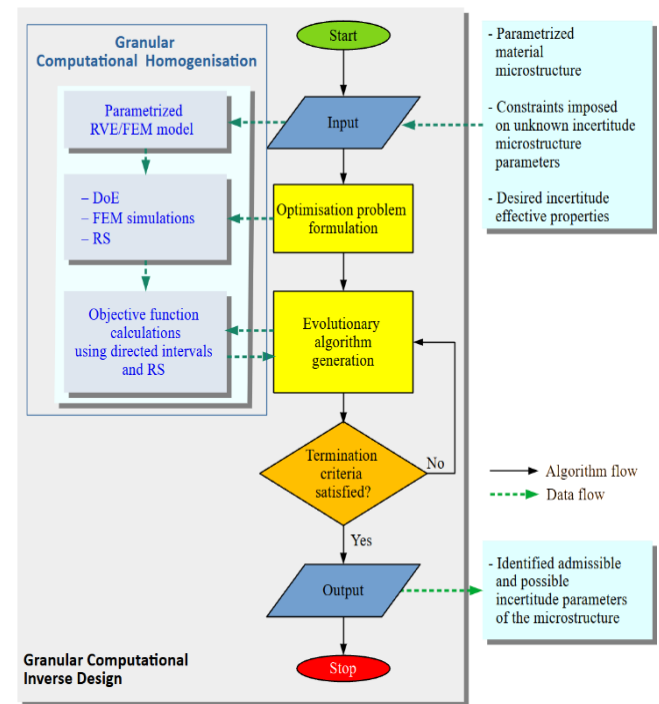 Granular
Computational Homogenisation
Start
- Parametrized
material
microstructure
- Constraints imposed
on unknown incertitude
microstructure
parameters
- Desired incertitude
effective properties
Parametrized
RVE/FEM model
Input
– DoE
– FEM simulations
– RS
Optimisation problem
formulation
Objective function
calculations
using directed intervals
and RS
Evolutionary
algorithm
generation
Termination
criteria
satisfied?
No
Yes
Algorithm flow
Data flow
Output
- Identified admissible
and possible
incertitude parameters
of the microstructure
Stop
Granular Computational
Inverse Design